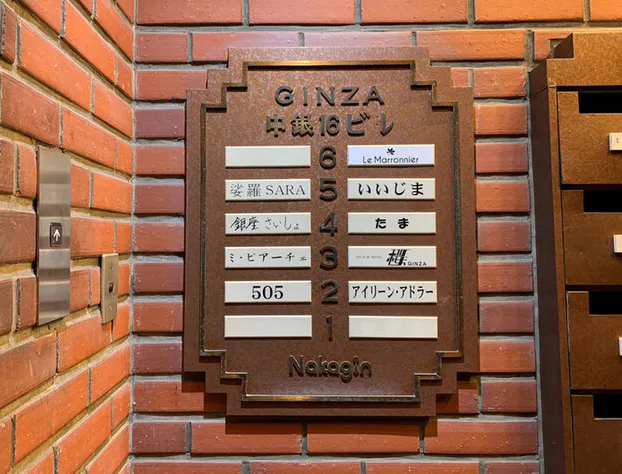 GINZA
中銀16ビル
6 Le Marronnier
娑羅 SARA 5 いいじま
銀座 さいしょ 4 たま
ミ・ピアーチェ 3 GINZA
505 2 アイリーン・アドラー
1
Nakagin